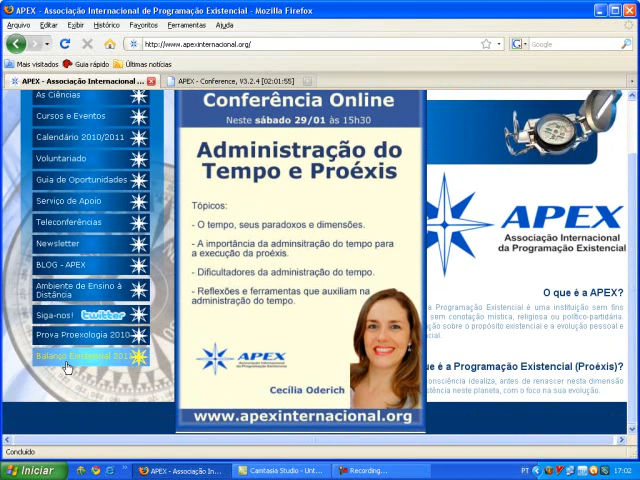 APEX - Associação Internacional de Programação Existencial - Mozilla Firefox
Arquivo Editar Exibir Histórico Favoritos Ferramentas Ajuda
http://www.apexinternacional.org/
Google
Mais visitados Guia rápido Últimas notícias
APEX - Associação Internacional ...
APEX - Conference, V3.2.4 [02:01:55]
As Ciências
Cursos e Eventos
Calendário 2010/2011
Voluntariado
Guia de Oportunidades
Serviço de Apoio
Teleconferências
Newsletter
BLOG - APEX
Ambiente de Ensino à
Distância
Siga-nos! twitter
Prova Proexologia 2010
Balanço Existencial 2011
Conferência Online
Neste sábado 29/01 às 15h30
Administração do
Tempo e Proéxis
Tópicos:
- O tempo, seus paradoxos e dimensões.
- A importância da adminsitração do tempo para
a execução da proéxis.
- Dificultadores da administração do tempo.
- Reflexões e ferramentas que auxiliam na
administração do tempo.
APEX
Associação Internacional
da Programação Existencial
Cecília Oderich
www.apexinternacional.org
APEX
Associação Internacional
da Programação Existencial
O que é a APEX?
a Programação Existencial é uma instituição sem fins
sem conotação mística, religiosa ou político-partidária.
ção sobre o propósito existencial e a evolução pessoal e
cial.
que é a Programação Existencial (Proéxis)?
onsciência idealiza, antes de renascer nesta dimensão
stência neste planeta, com o foco na sua evolução.
Concluído
Iniciar
APEX - Associação In...
Camtasia Studio - Unt...
Recording...
PT
17:02